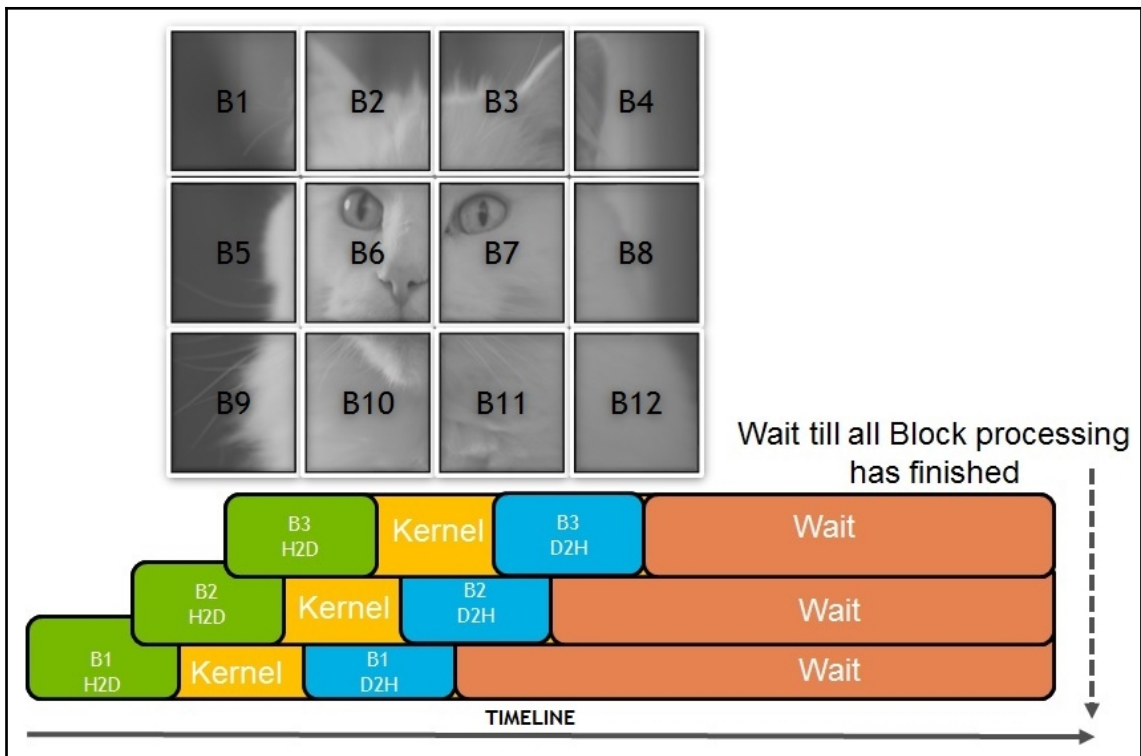 B1 B2 B3 B4
B5 B6 B7 B8
B9 B10 B11 B12
Wait till all Block processing
has finished
B3
H2D
Kernel
B3
D2H
Wait
B2
H2D
Kernel
B2
D2H
Wait
B1
H2D
Kernel
B1
D2H
Wait
TIMELINE